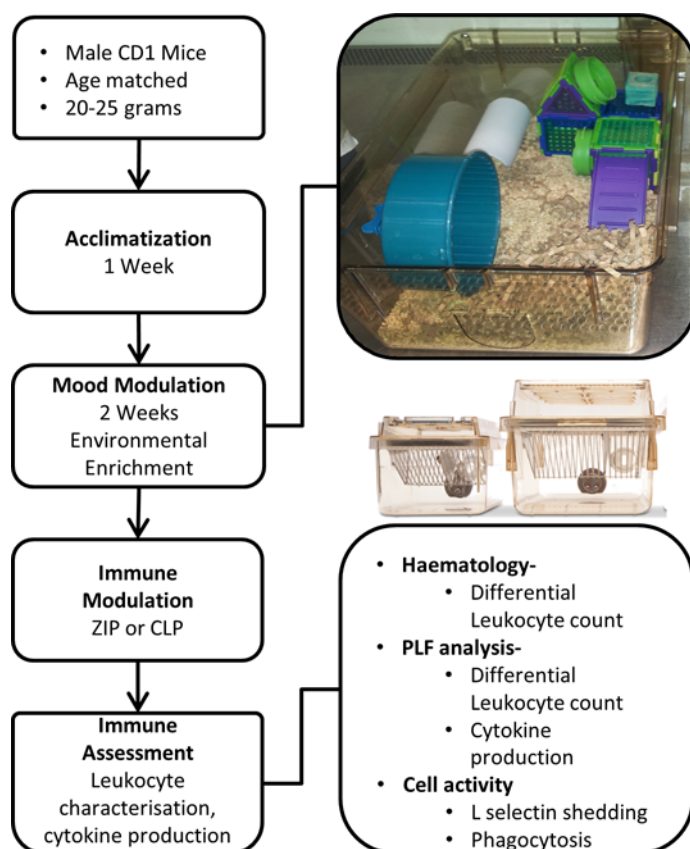 • Male CD1 Mice
• Age matched
• 20-25 grams
Acclimatization
1 Week
Mood Modulation
2 Weeks
Environmental
Enrichment
Immune
Modulation
ZIP or CLP
Immune
Assessment
Leukocyte
characterisation,
cytokine production
• Haematology-
• Differential
Leukocyte count
• PLF analysis-
• Differential
Leukocyte count
• Cytokine
production
• Cell activity
• L selectin shedding
• Phagocytosis